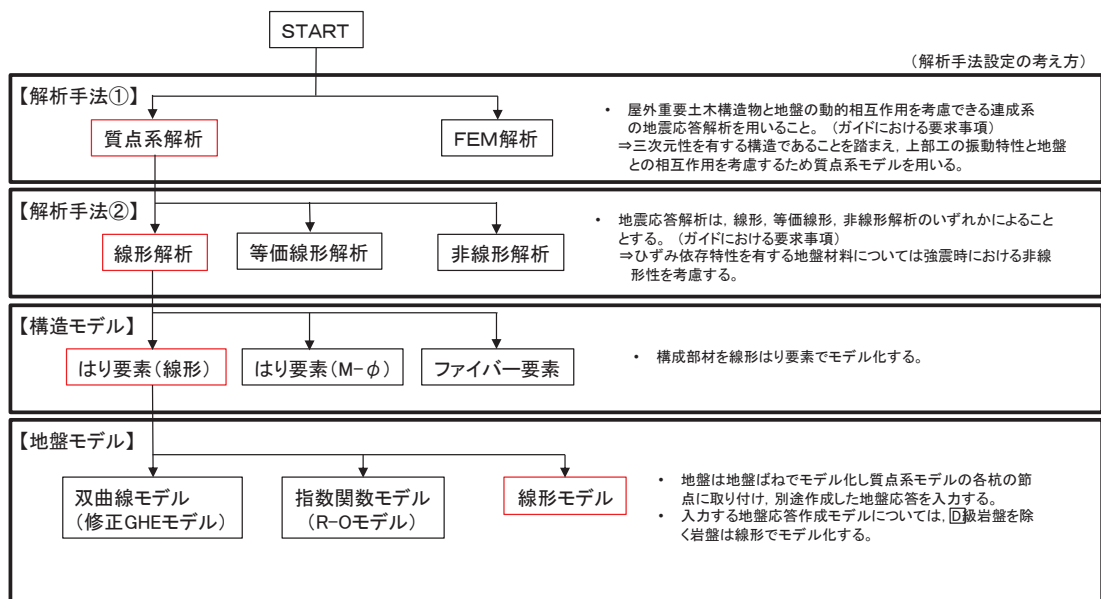 START
(解析手法設定の考え方)
【解析手法①】
質点系解析
FEM解析
・ 屋外重要土木構造物と地盤の動的相互作用を考慮できる連成系
の地震応答解析を用いること。(ガイドにおける要求事項)
⇒三次元性を有する構造であることを踏まえ,上部工の振動特性と地盤
との相互作用を考慮するため質点系モデルを用いる。
【解析手法②】
線形解析
等価線形解析
非線形解析
・ 地震応答解析は,線形,等価線形,非線形解析のいずれかによること
とする。(ガイドにおける要求事項)
⇒ひずみ依存特性を有する地盤材料については強震時における非線
形性を考慮する。
【構造モデル】
はり要素(線形)
はり要素(M-φ)
ファイバー要素
・ 構成部材を線形はり要素でモデル化する。
【地盤モデル】
双曲線モデル
(修正GHEモデル)
指数関数モデル
(R-Oモデル)
線形モデル
・ 地盤は地盤ばねでモデル化し質点系モデルの各杭の節
点に取り付け,別途作成した地盤応答を入力する。
・ 入力する地盤応答作成モデルについては,D級岩盤を除
く岩盤は線形でモデル化する。